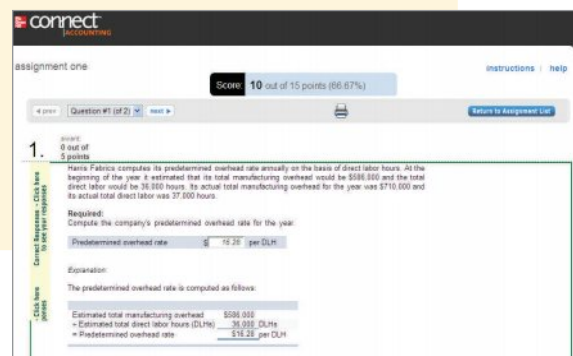 connect
ACCOUNTING
assignment one
instructions | help
Score: 10 out of 15 points (66.67%)
◄ prev Question #1 (of 2) next ►
Return to Assignment List
1.
award:
0 out of
5 points
Correct Responses - Click here
to see your responses
Harris Fabrics computes its predetermined overhead rate annually on the basis of direct labor hours. At the
beginning of the year it estimated that its total manufacturing overhead would be $586,000 and the total
direct labor would be 36,000 hours. Its actual total manufacturing overhead for the year was $710,000 and
its actual total direct labor was 37,000 hours.
Required:
Compute the company's predetermined overhead rate for the year.
Predetermined overhead rate $ 16.28 per DLH
Explanation:
The predetermined overhead rate is computed as follows:
- Click here
ponses
Estimated total manufacturing overhead $586,000
÷ Estimated total direct labor hours (DLHs) 36,000 DLHs
= Predetermined overhead rate $16.28 per DLH